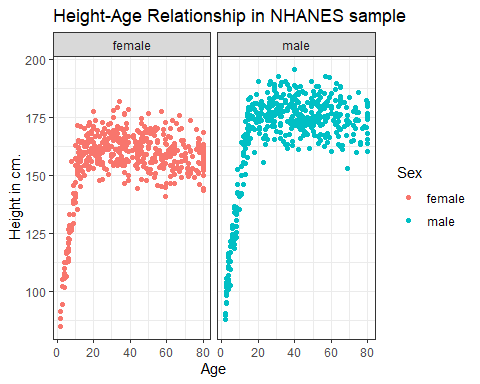 Height-Age Relationship in NHANES sample
female male
200
175
150
125
100
Height in cm.
0 20 40 60 80 0 20 40 60 80
Age
Sex
female
male